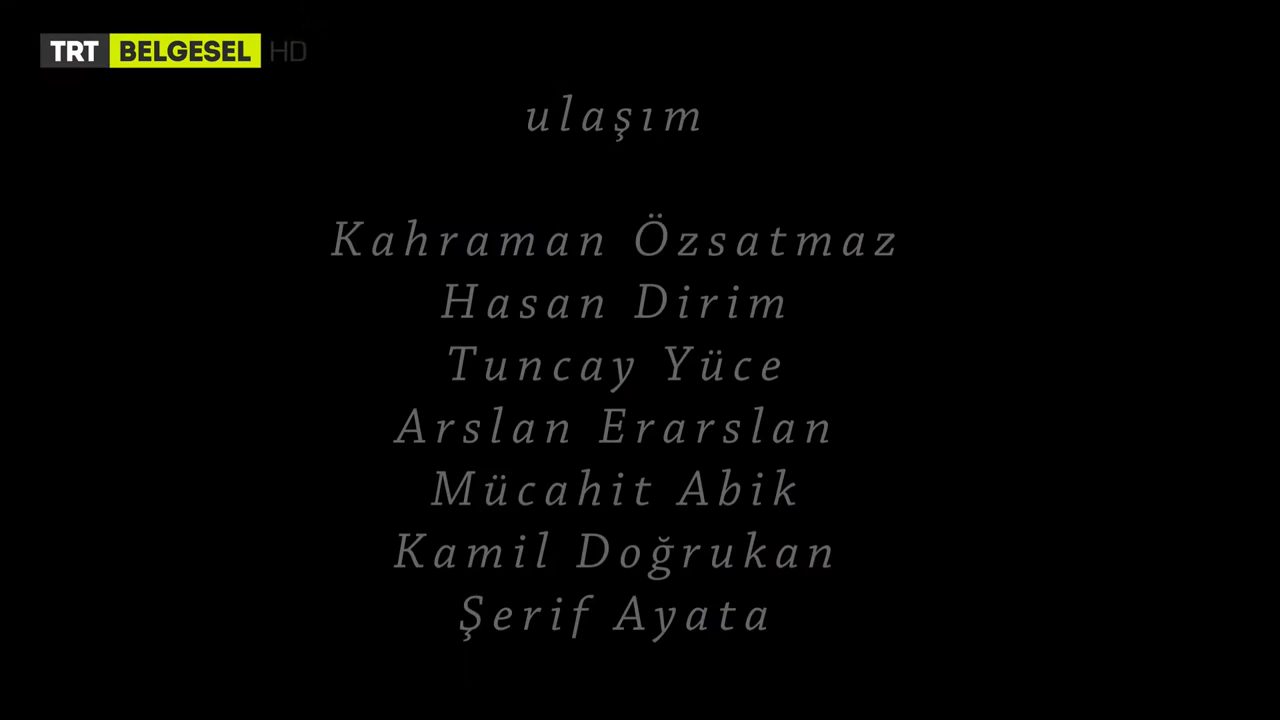 TRT BELGESEL HD
ulaşım
Kahraman Özsatmaz
Hasan Dirim
Tuncay Yüce
Arslan Erarslan
Mücahit Abik
Kamil Doğrukan
Şerif Ayata